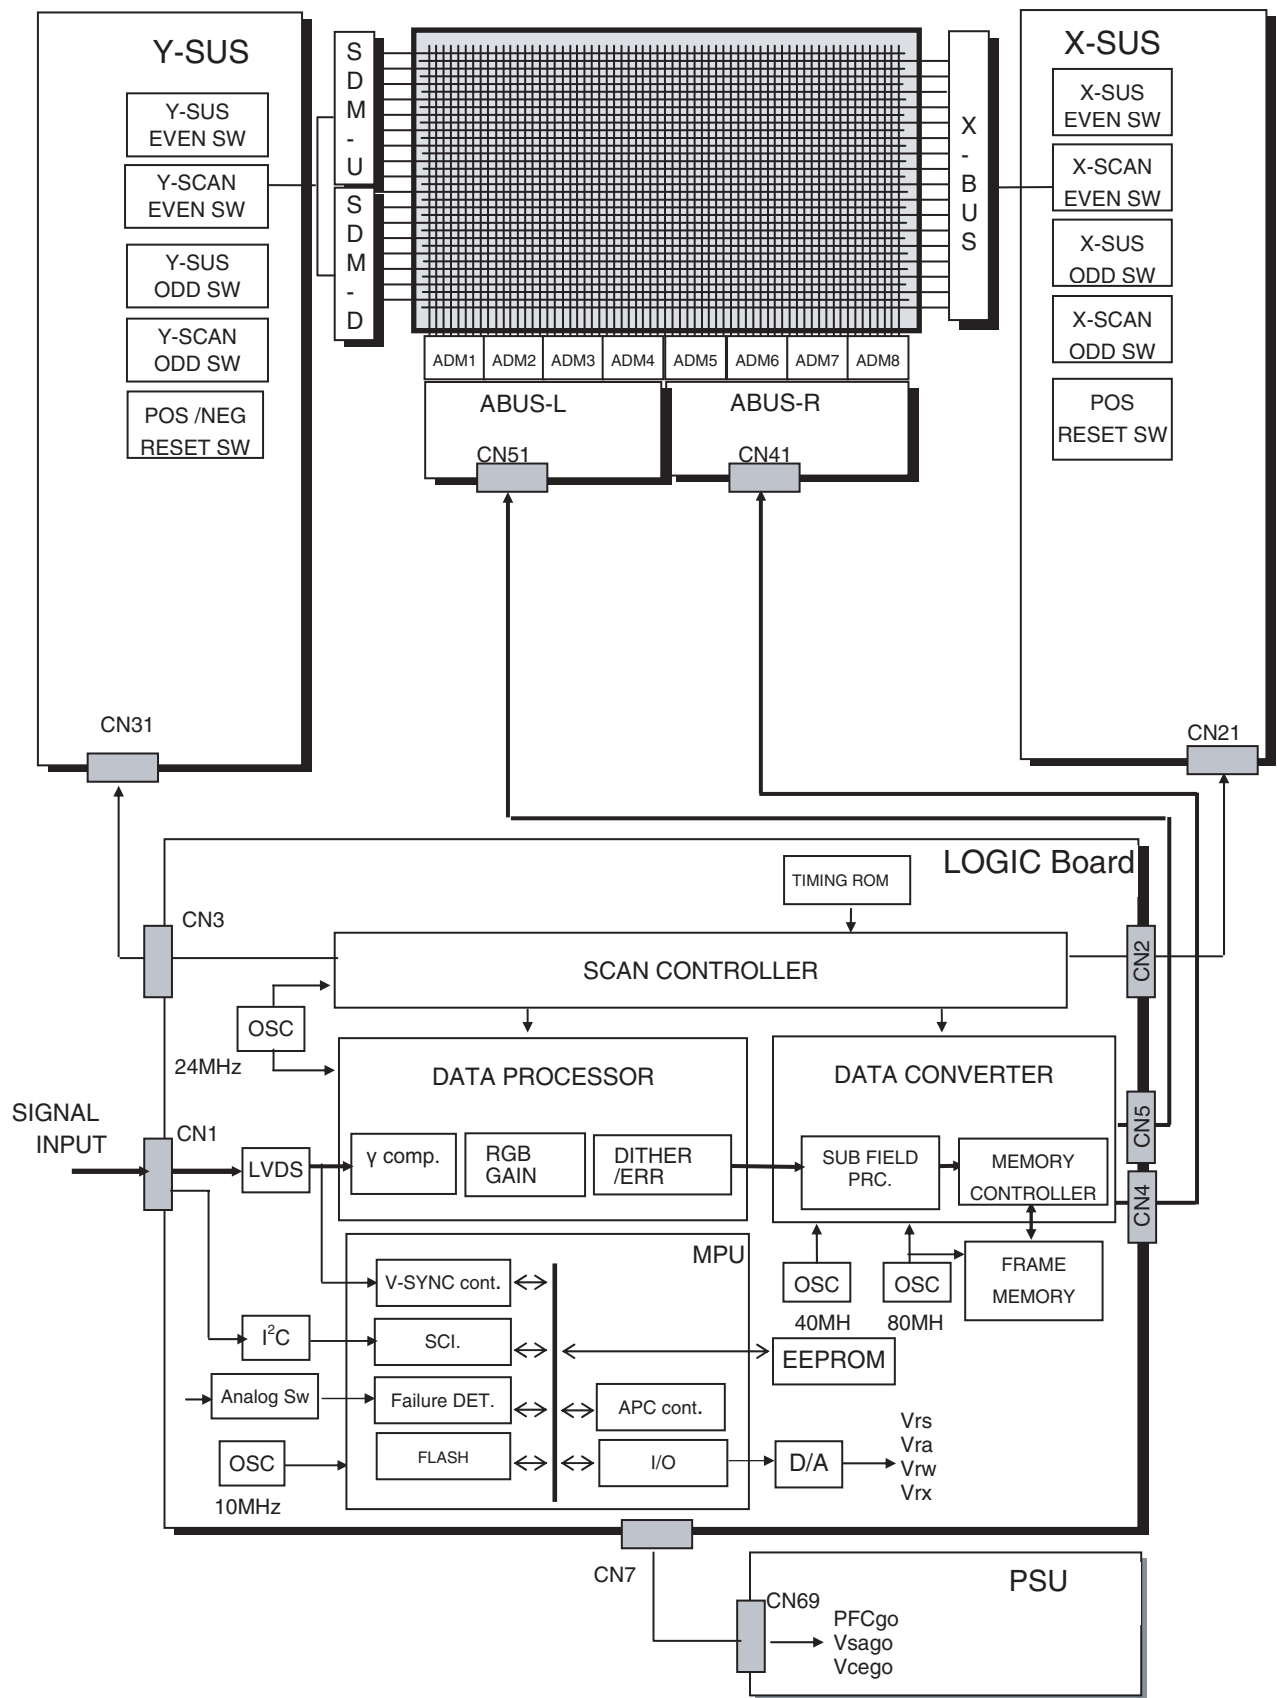 Y-SUS
Y-SUS
EVEN SW
Y-SCAN
EVEN SW
Y-SUS
ODD SW
Y-SCAN
ODD SW
POS /NEG
RESET SW
CN31
S
D
M
-
U
S
D
M
-
D
ADM1
ADM2
ADM3
ADM4
ADM5
ADM6
ADM7
ADM8
ABUS-L
CN51
ABUS-R
CN41
X
-
B
U
S
X-SUS
X-SUS
EVEN SW
X-SCAN
EVEN SW
X-SUS
ODD SW
X-SCAN
ODD SW
POS
RESET SW
CN21
LOGIC Board
TIMING ROM
CN3
SCAN CONTROLLER
CN2
OSC
24MHz
DATA PROCESSOR
DATA CONVERTER
SIGNAL
INPUT
CN1
LVDS
γ comp.
RGB
GAIN
DITHER
/ERR
SUB FIELD
PRC.
MEMORY
CONTROLLER
CN5
CN4
MPU
V-SYNC cont.
OSC
40MH
OSC
80MH
FRAME
MEMORY
I²C
SCI.
EEPROM
Analog Sw
Failure DET.
APC cont.
OSC
10MHz
FLASH
I/O
D/A
Vrs
Vra
Vrw
Vrx
CN7
PSU
CN69
PFCgo
Vsago
Vcego